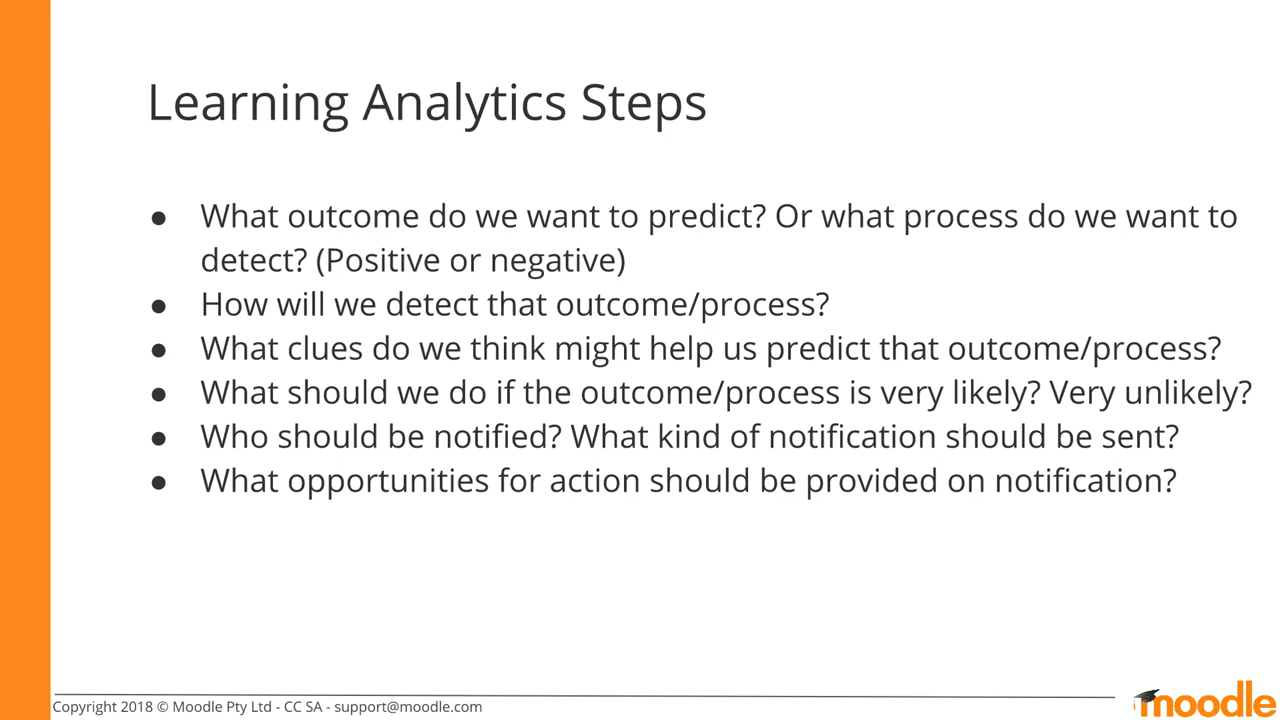 Learning Analytics Steps
● What outcome do we want to predict? Or what process do we want to
detect? (Positive or negative)
● How will we detect that outcome/process?
● What clues do we think might help us predict that outcome/process?
● What should we do if the outcome/process is very likely? Very unlikely?
● Who should be notified? What kind of notification should be sent?
● What opportunities for action should be provided on notification?
Copyright 2018 © Moodle Pty Ltd - CC SA - support@moodle.com
moodle